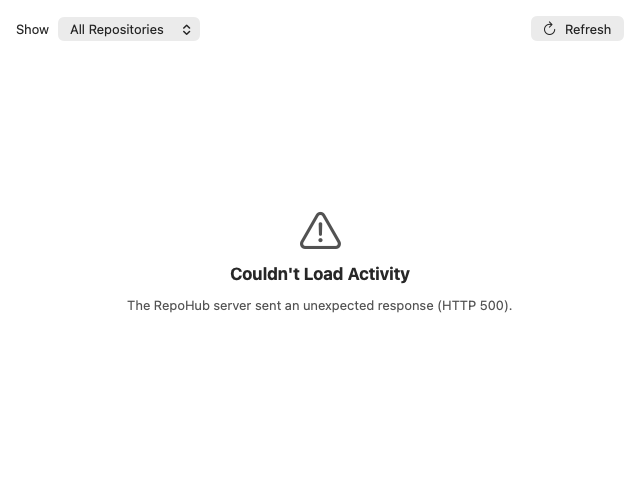 Show All Repositories Refresh
Couldn't Load Activity
The RepoHub server sent an unexpected response (HTTP 500).